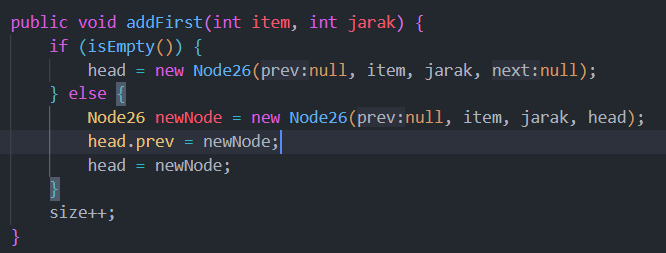 public void addFirst(int item, int jarak) {
    if (isEmpty()) {
        head = new Node26(prev:null, item, jarak, next:null);
    } else {
        Node26 newNode = new Node26(prev:null, item, jarak, head);
        head.prev = newNode;
        head = newNode;
    }
    size++;
}